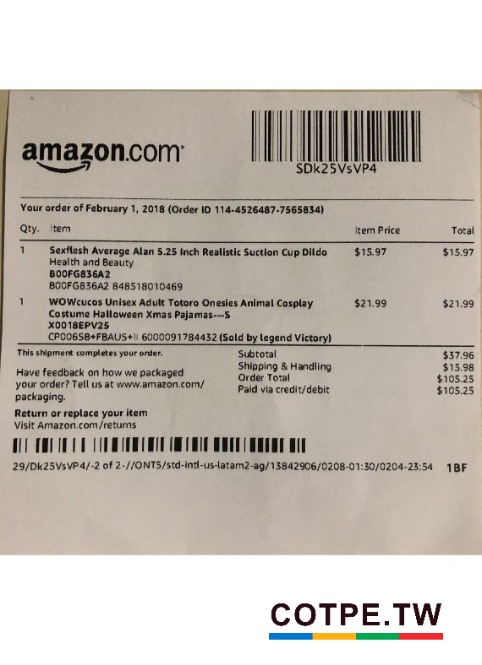 amazon.com
SDk25VsVP4
Your order of February 1, 2018 (Order ID 114-4526487-7565834)
Qty. Item Item Price Total
1 Sexflesh Average Alan 5.25 Inch Realistic Suction Cup Dildo $15.97 $15.97
Health and Beauty
B00FG836A2
B00FG836A2 848518010469
1 WOWcucos Unisex Adult Totoro Onesies Animal Cosplay $21.99 $21.99
Costume Halloween Xmas Pajamas---S
X0018EPV25
CP006SB+FBAUS+II 6000091784432 (Sold by legend Victory)
This shipment completes your order.
Subtotal $37.96
Shipping & Handling $15.98
Order Total $105.25
Paid via credit/debit $105.25
Have feedback on how we packaged
your order? Tell us at www.amazon.com/
packaging.
Return or replace your item
Visit Amazon.com/returns
29/Dk25VsVP4/-2 of 2-//ONT5/std-intl-us-latam2-ag/13842906/0208-01:30/0204-23:54 1BF
COTPE.TW